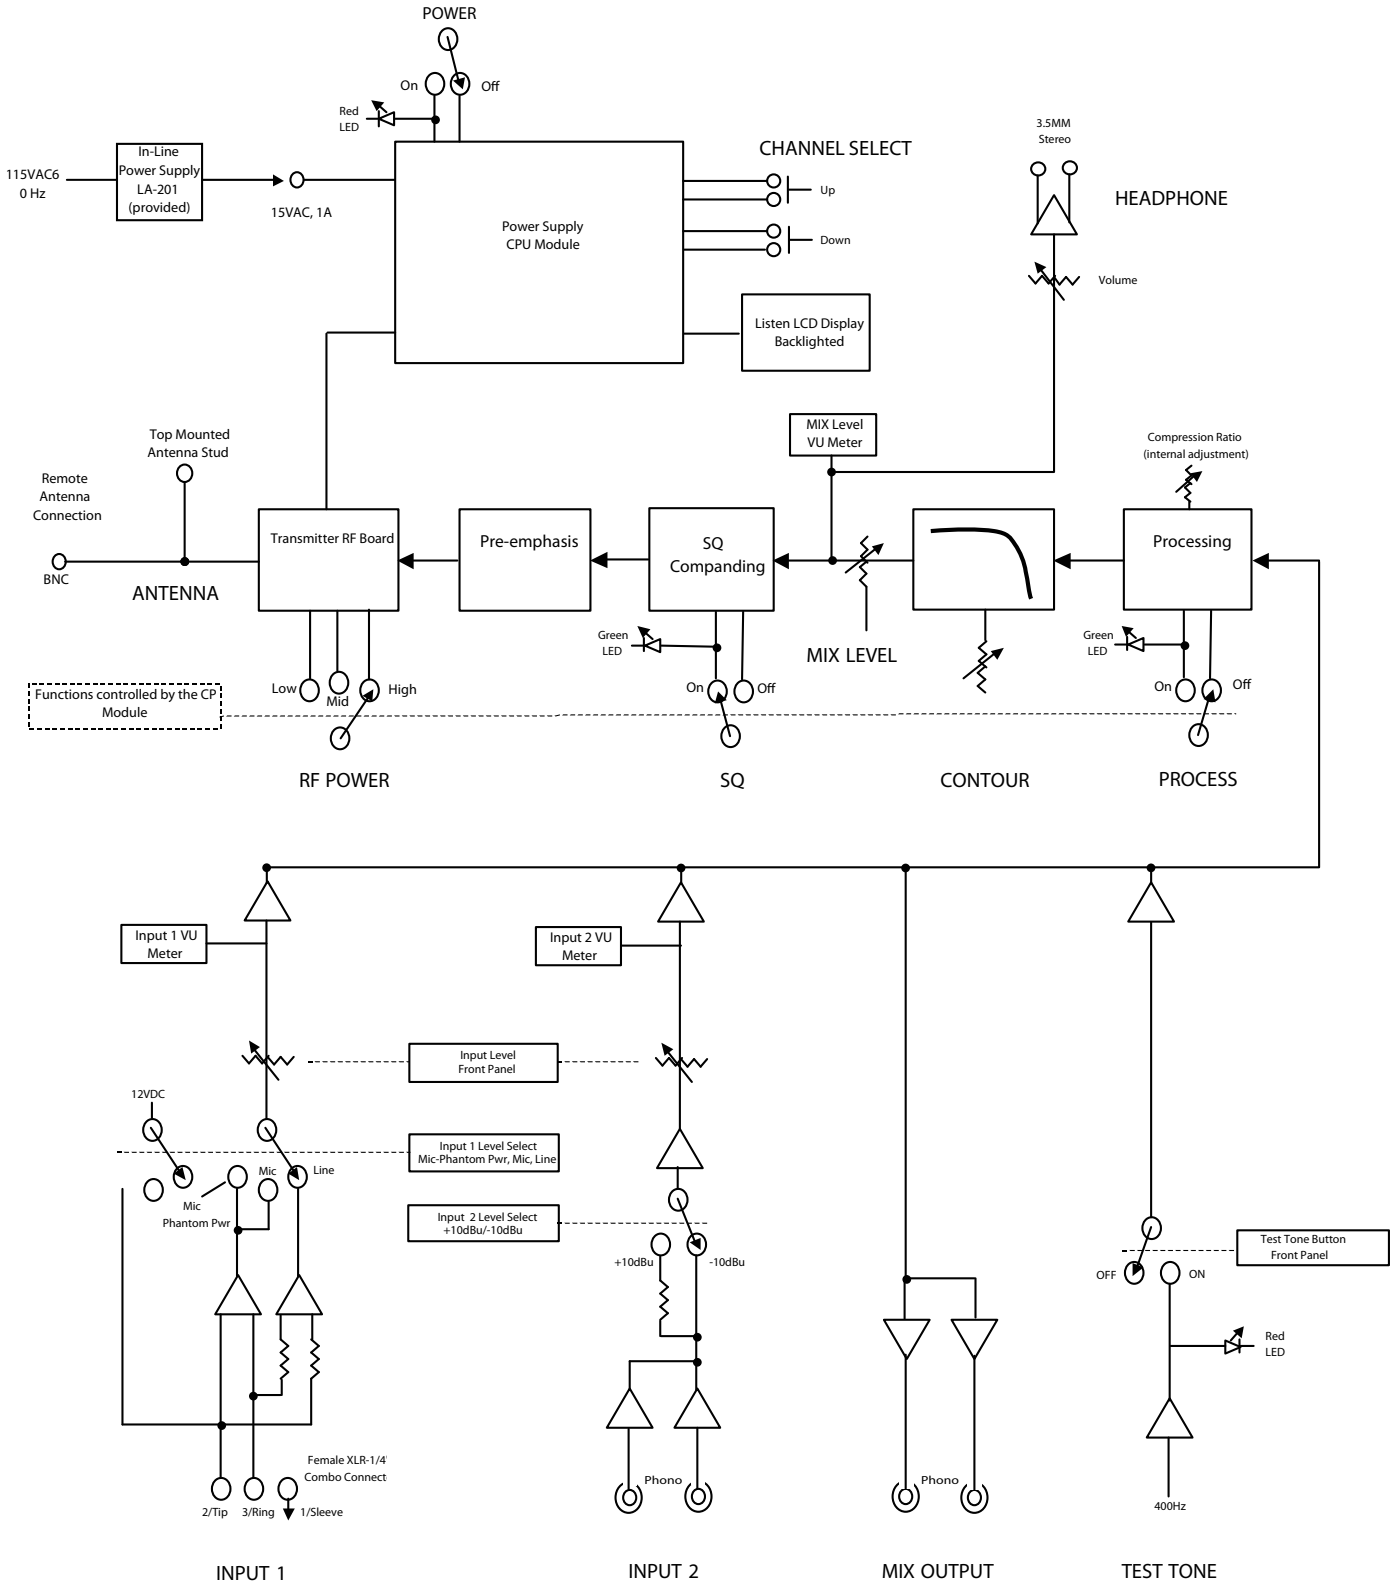 POWER
On
Off
Red
LED
115VAC6
0 Hz
In-Line
Power Supply
LA-201
(provided)
15VAC, 1A
Power Supply
CPU Module
CHANNEL SELECT
Up
Down
Listen LCD Display
Backlighted
3.5MM
Stereo
HEADPHONE
Volume
MIX Level
VU Meter
Compression Ratio
(internal adjustment)
Top Mounted
Antenna Stud
Remote
Antenna
Connection
BNC
ANTENNA
Transmitter RF Board
Pre-emphasis
SQ
Companding
Processing
Green
LED
MIX LEVEL
Green
LED
Low
Mid
High
On
Off
On
Off
Functions controlled by the CP
Module
RF POWER
SQ
CONTOUR
PROCESS
Input 1 VU
Meter
Input 2 VU
Meter
Input Level
Front Panel
12VDC
Input 1 Level Select
Mic-Phantom Pwr, Mic, Line
Mic
Line
Mic
Phantom Pwr
Input 2 Level Select
+10dBu/-10dBu
+10dBu
-10dBu
Test Tone Button
Front Panel
OFF
ON
Red
LED
Female XLR-1/4'
Combo Connect
2/Tip
3/Ring
1/Sleeve
Phono
Phono
400Hz
INPUT 1
INPUT 2
MIX OUTPUT
TEST TONE